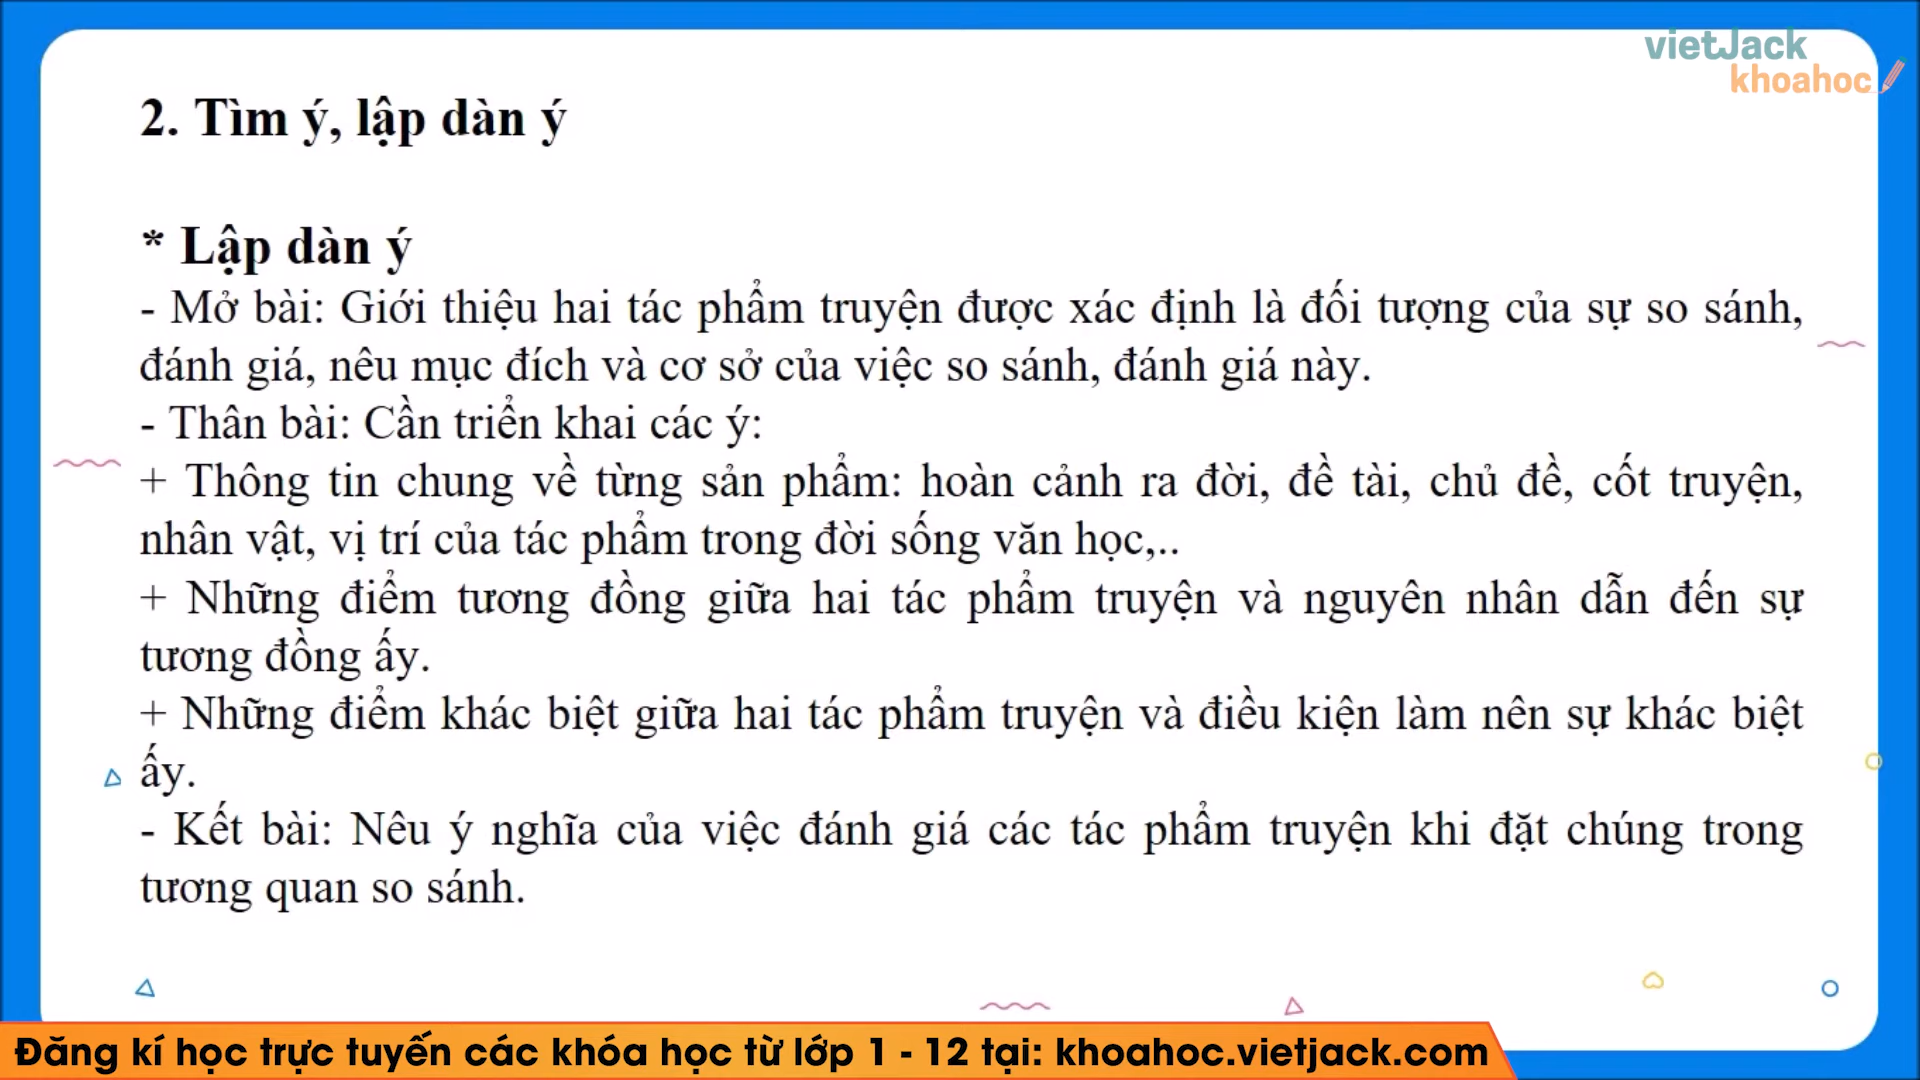 vietJack
khoahoc
2. Tìm ý, lập dàn ý
* Lập dàn ý
- Mở bài: Giới thiệu hai tác phẩm truyện được xác định là đối tượng của sự so sánh,
đánh giá, nêu mục đích và cơ sở của việc so sánh, đánh giá này.
- Thân bài: Cần triển khai các ý:
+ Thông tin chung về từng sản phẩm: hoàn cảnh ra đời, đề tài, chủ đề, cốt truyện,
nhân vật, vị trí của tác phẩm trong đời sống văn học,..
+ Những điểm tương đồng giữa hai tác phẩm truyện và nguyên nhân dẫn đến sự
tương đồng ấy.
+ Những điểm khác biệt giữa hai tác phẩm truyện và điều kiện làm nên sự khác biệt
ấy.
- Kết bài: Nêu ý nghĩa của việc đánh giá các tác phẩm truyện khi đặt chúng trong
tương quan so sánh.
Đăng kí học trực tuyến các khóa học từ lớp 1 - 12 tại: khoahoc.vietjack.com